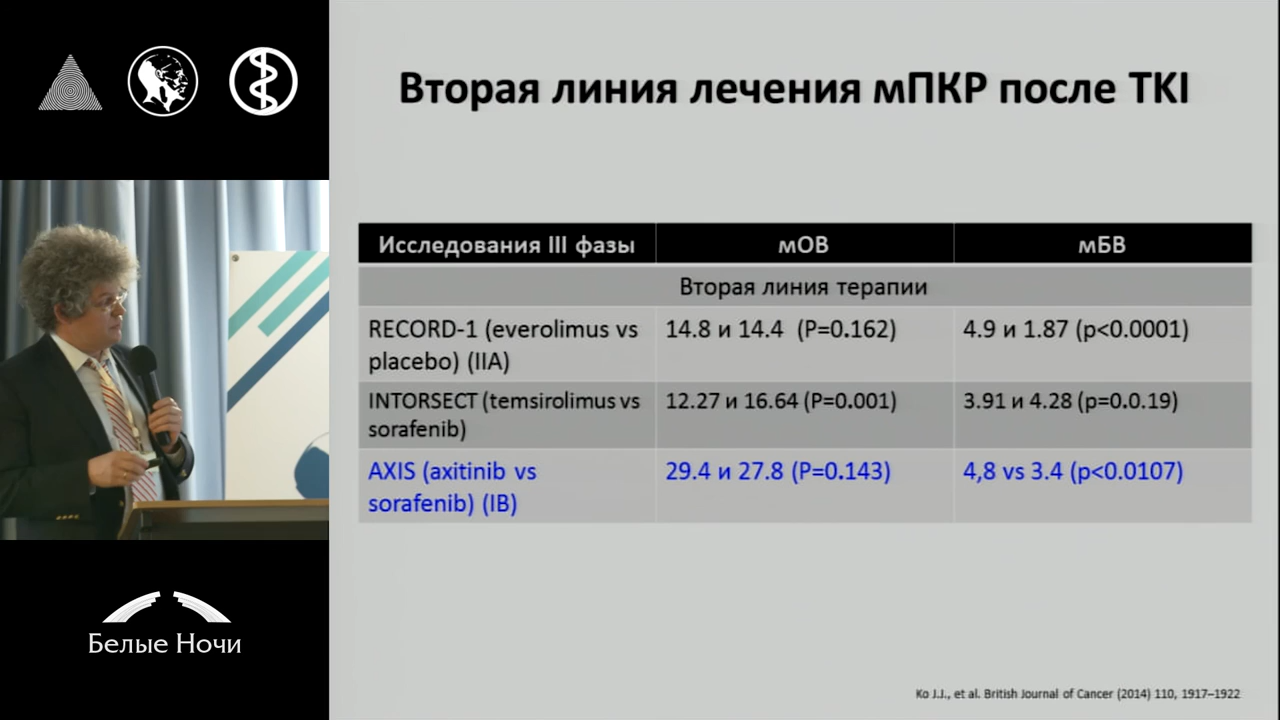 Вторая линия лечения мПКР после TKI
Исследования III фазы мОВ мБВ
Вторая линия терапии
RECORD-1 (everolimus vs placebo) (IIA) 14.8 и 14.4 (P=0.162) 4.9 и 1.87 (p<0.0001)
INTORSECT (temsirolimus vs sorafenib) 12.27 и 16.64 (P=0.001) 3.91 и 4.28 (p=0.0.19)
AXIS (axitinib vs sorafenib) (IB) 29.4 и 27.8 (P=0.143) 4,8 vs 3.4 (p<0.0107)
Белые Ночи
Ko J.J., et al. British Journal of Cancer (2014) 110, 1917–1922